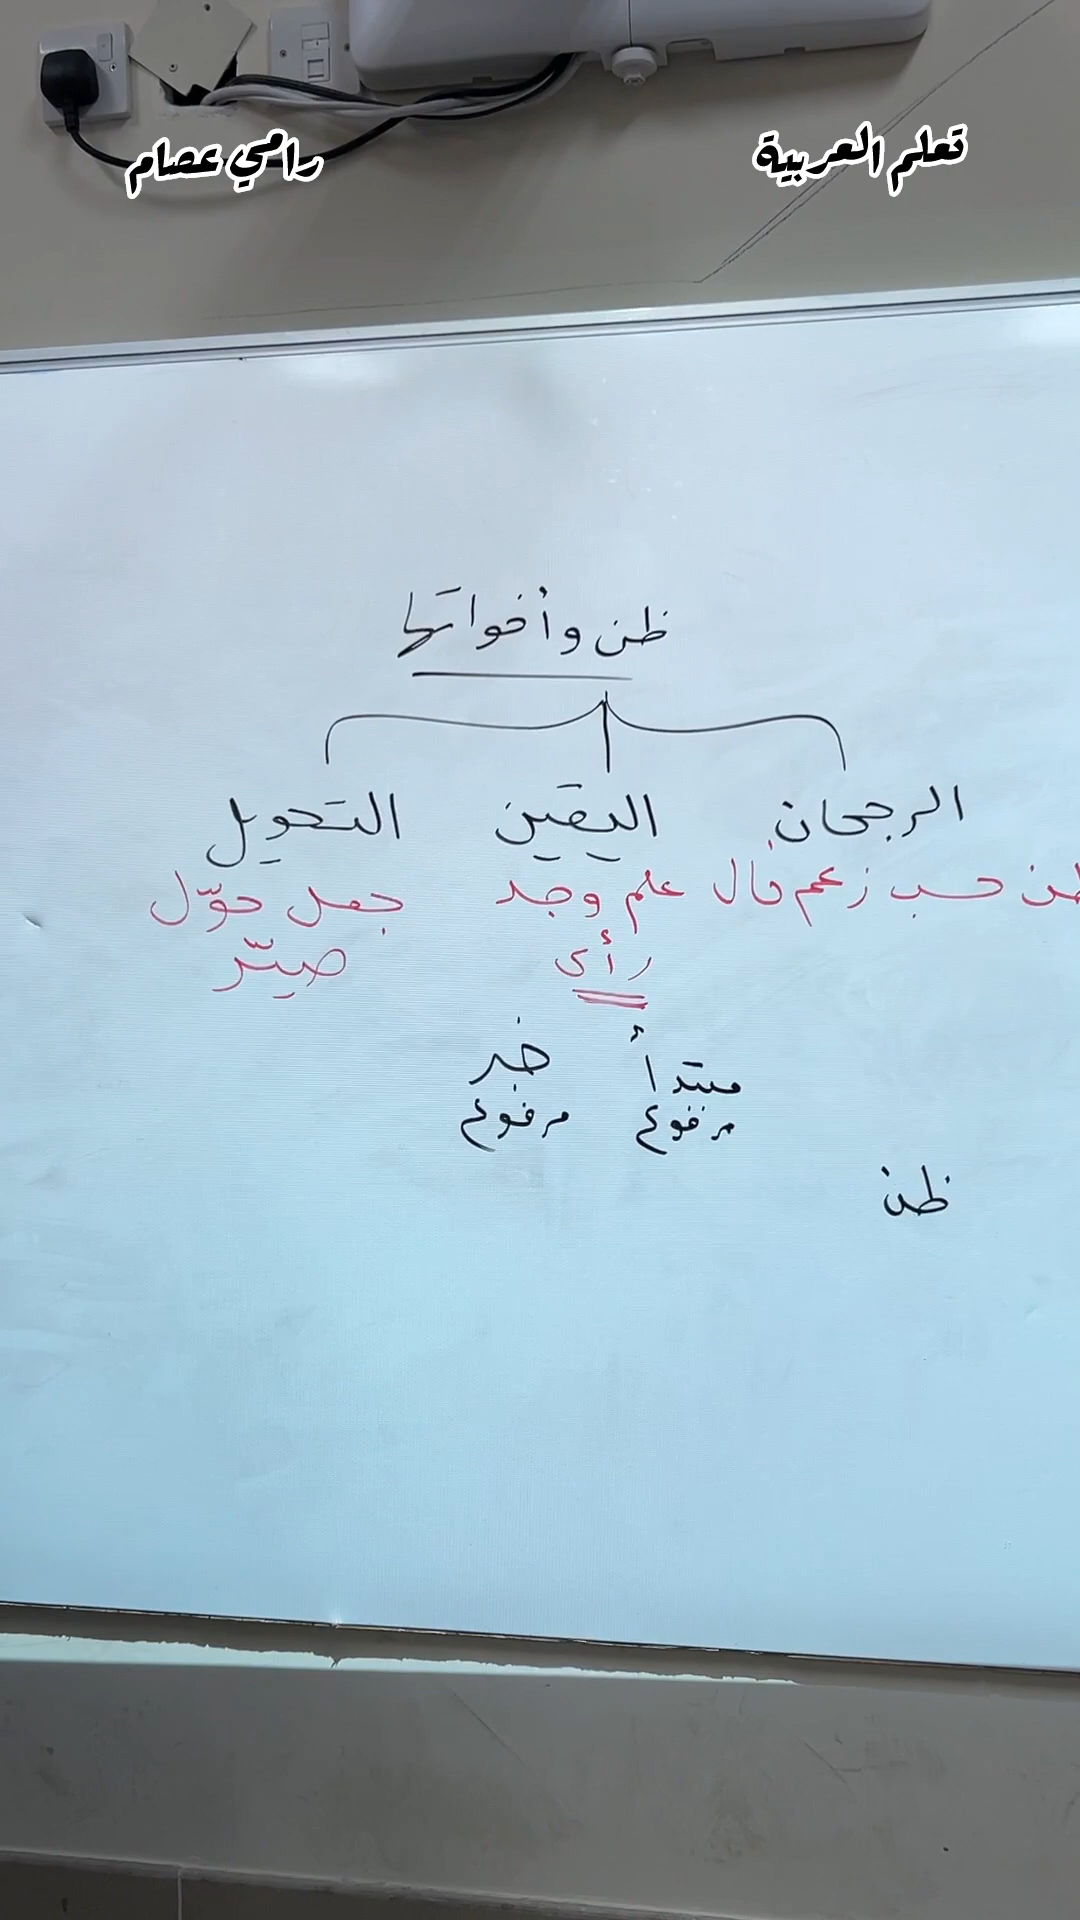 تعلم العربية
رامي عصام
ظن وأخواتها
الرجحان اليقين التحويل
ظن حسب زعم خال علم وجد جعل حوّل
رأى صيّر
مبتدأ خبر
مرفوع مرفوع
ظن